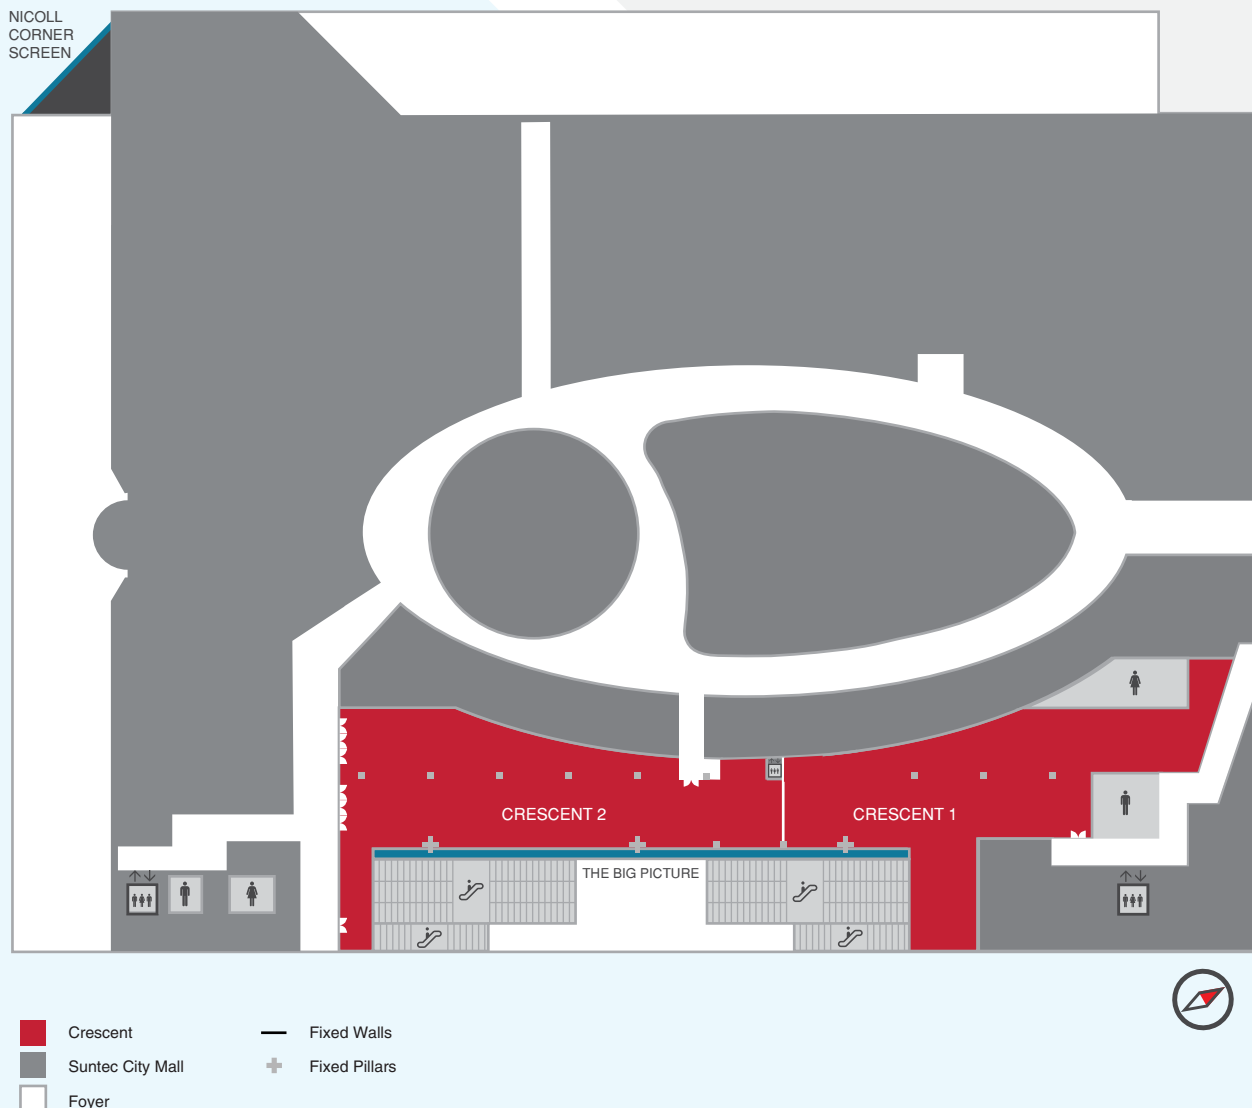 NICOLL
CORNER
SCREEN
CRESCENT 2
CRESCENT 1
THE BIG PICTURE
Crescent
Fixed Walls
Suntec City Mall
Fixed Pillars
Foyer